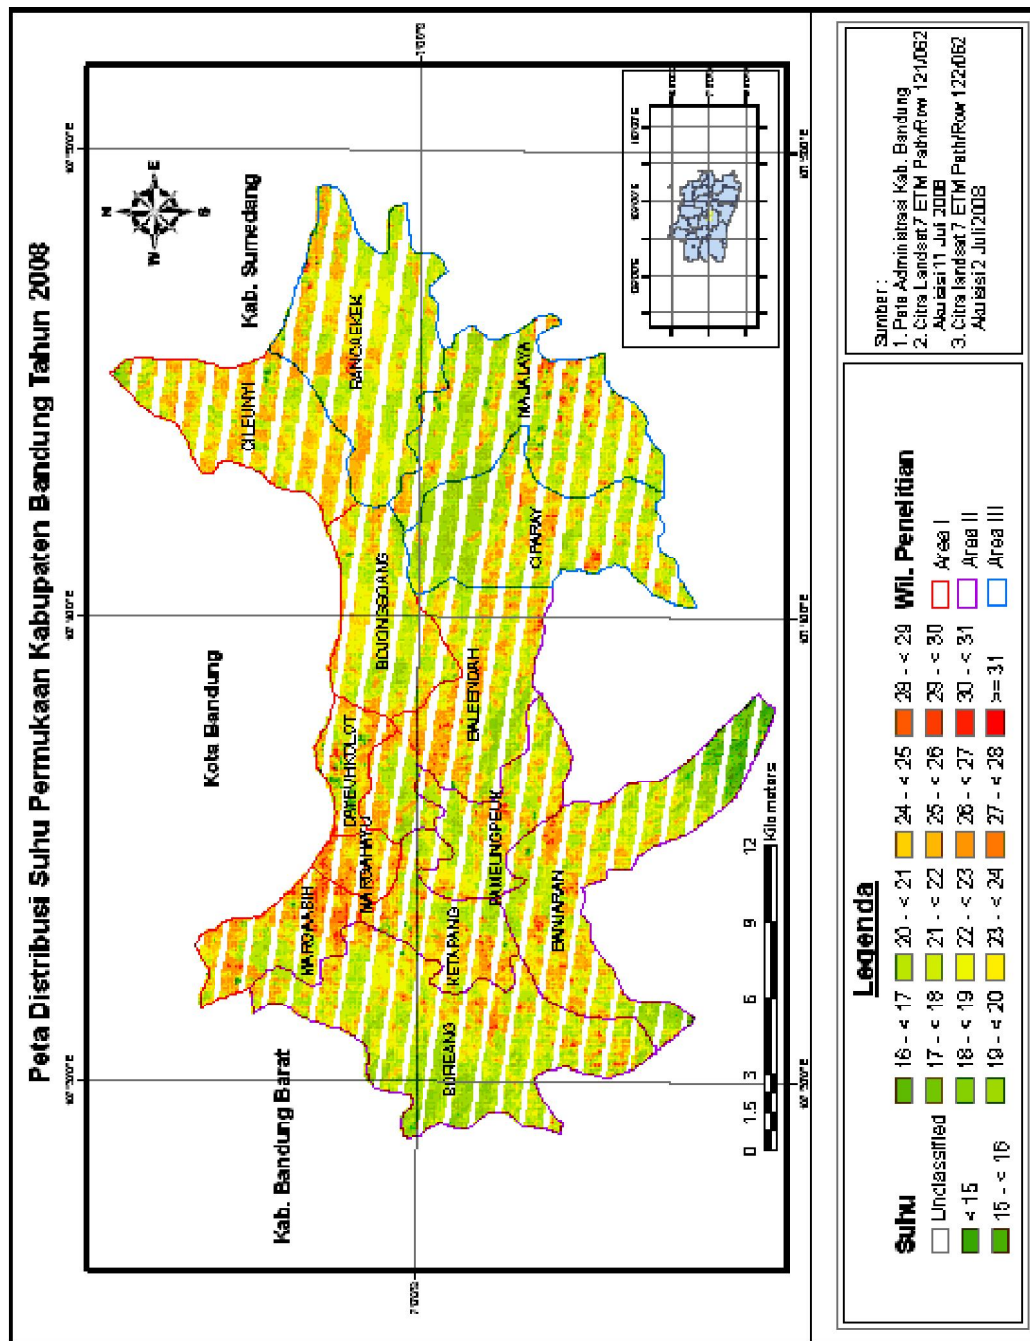 Peta Distribusi Suhu Permukaan Kabupaten Bandung Tahun 2008
Kab. Bandung Barat
Kota Bandung
Kab. Sumedang
N
W
E
S
CILEUNYI
RANCAEKEK
MARGAASIH
MARGAHAYU
DAYEUHKOLOT
BOJONGSOANG
SOREANG
KETAPANG
PAMEUNGPEUK
BALEENDAH
CIPARAY
MAJALAYA
BANJARAN
0 1.5 3 6 9 12
Kilometers
Legenda
Suhu
Unclassified
< 15
15 - < 16
16 - < 17
17 - < 18
18 - < 19
19 - < 20
20 - < 21
21 - < 22
22 - < 23
23 - < 24
24 - < 25
25 - < 26
26 - < 27
27 - < 28
28 - < 29
29 - < 30
30 - < 31
>= 31
Wil. Penelitian
Area I
Area II
Area III
Sumber :
1. Peta Administrasi Kab. Bandung
2. Citra Landsat 7 ETM Path/Row 121/062
Akuisisi 11 Juli 2008
3. Citra landsat 7 ETM Path/Row 122/062
Akuisisi 2 Juli 2008